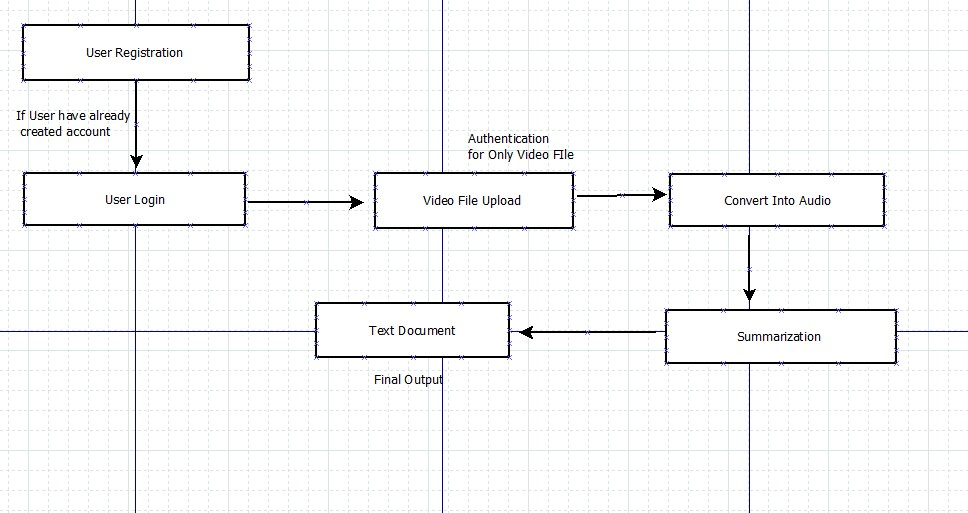 User Registration
If User have already
created account
Authentication
for Only Video FIle
User Login
Video File Upload
Convert Into Audio
Text Document
Summarization
Final Output